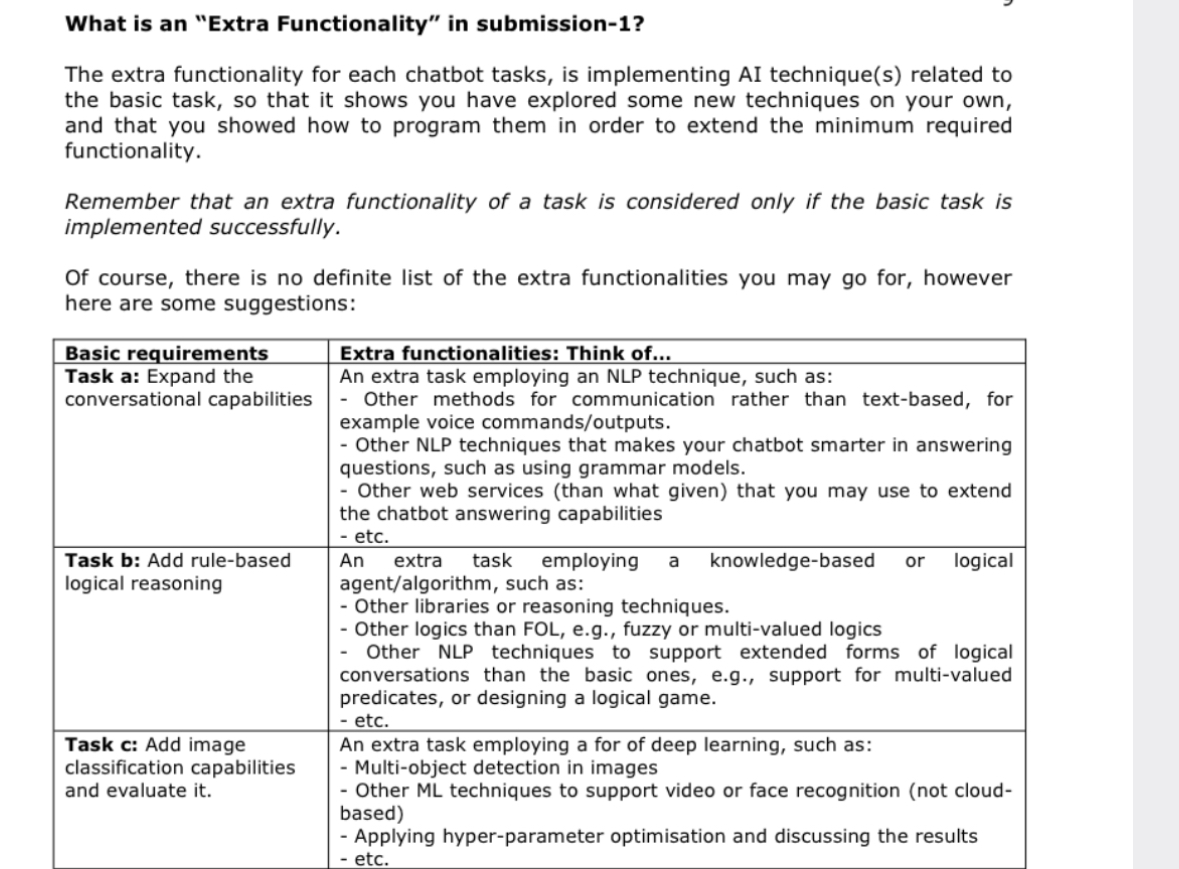 What is an “Extra Functionality” in submission-1?
The extra functionality for each chatbot tasks, is implementing AI technique(s) related to
the basic task, so that it shows you have explored some new techniques on your own,
and that you showed how to program them in order to extend the minimum required
functionality.
Remember that an extra functionality of a task is considered only if the basic task is
implemented successfully.
Of course, there is no definite list of the extra functionalities you may go for, however
here are some suggestions:
Basic requirements
Extra functionalities: Think of...
Task a: Expand the
conversational capabilities
An extra task employing an NLP technique, such as:
- Other methods for communication rather than text-based, for
example voice commands/outputs.
- Other NLP techniques that makes your chatbot smarter in answering
questions, such as using grammar models.
- Other web services (than what given) that you may use to extend
the chatbot answering capabilities
- etc.
Task b: Add rule-based
logical reasoning
An extra task employing a knowledge-based or logical
agent/algorithm, such as:
- Other libraries or reasoning techniques.
- Other logics than FOL, e.g., fuzzy or multi-valued logics
- Other NLP techniques to support extended forms of logical
conversations than the basic ones, e.g., support for multi-valued
predicates, or designing a logical game.
- etc.
Task c: Add image
classification capabilities
and evaluate it.
An extra task employing a for of deep learning, such as:
- Multi-object detection in images
- Other ML techniques to support video or face recognition (not cloud-
based)
- Applying hyper-parameter optimisation and discussing the results
- etc.